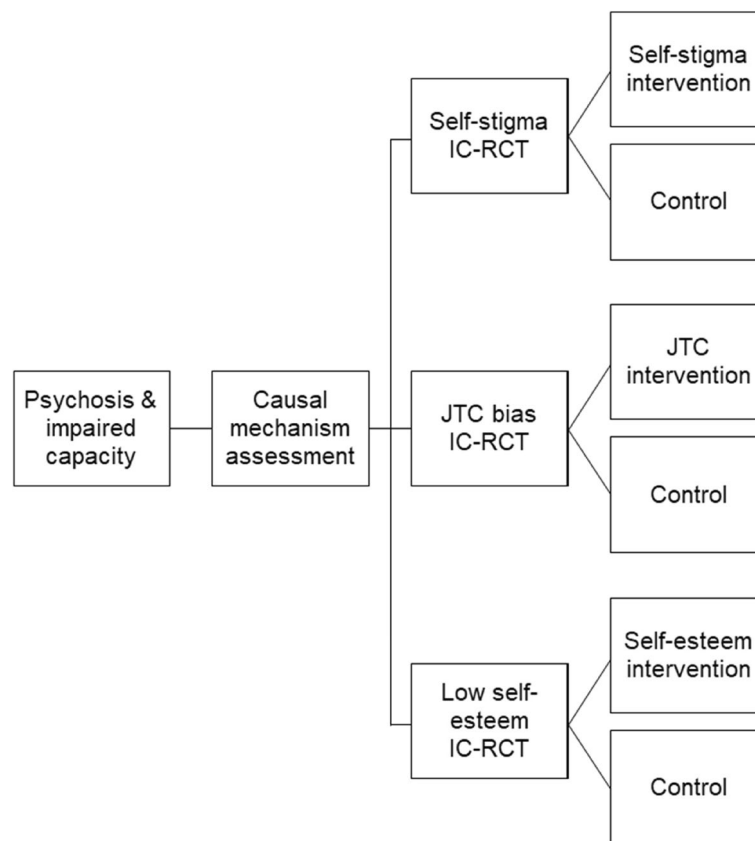 Psychosis &
impaired
capacity
Causal
mechanism
assessment
Self-stigma
IC-RCT
Self-stigma
intervention
Control
JTC bias
IC-RCT
JTC
intervention
Control
Low self-
esteem
IC-RCT
Self-esteem
intervention
Control